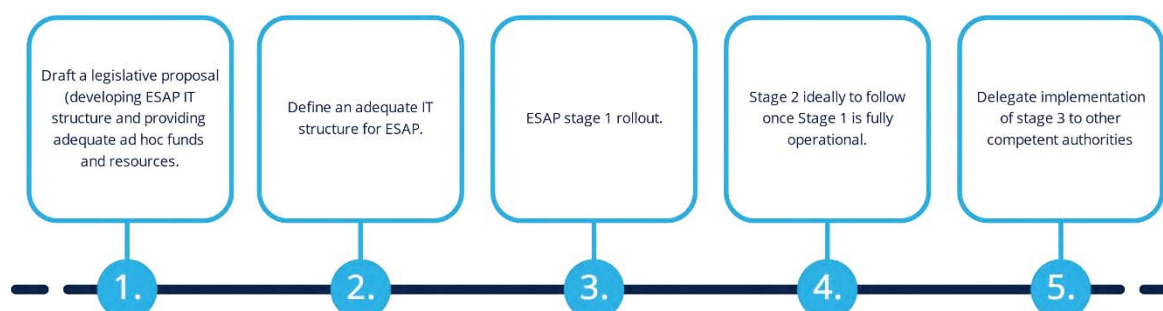 Draft a legislative proposal
(developing ESAP IT
structure and providing
adequate ad hoc funds
and resources.
Define an adequate IT
structure for ESAP.
ESAP stage 1 rollout.
Stage 2 ideally to follow
once Stage 1 is fully
operational.
Delegate implementation
of stage 3 to other
competent authorities
1.
2.
3.
4.
5.